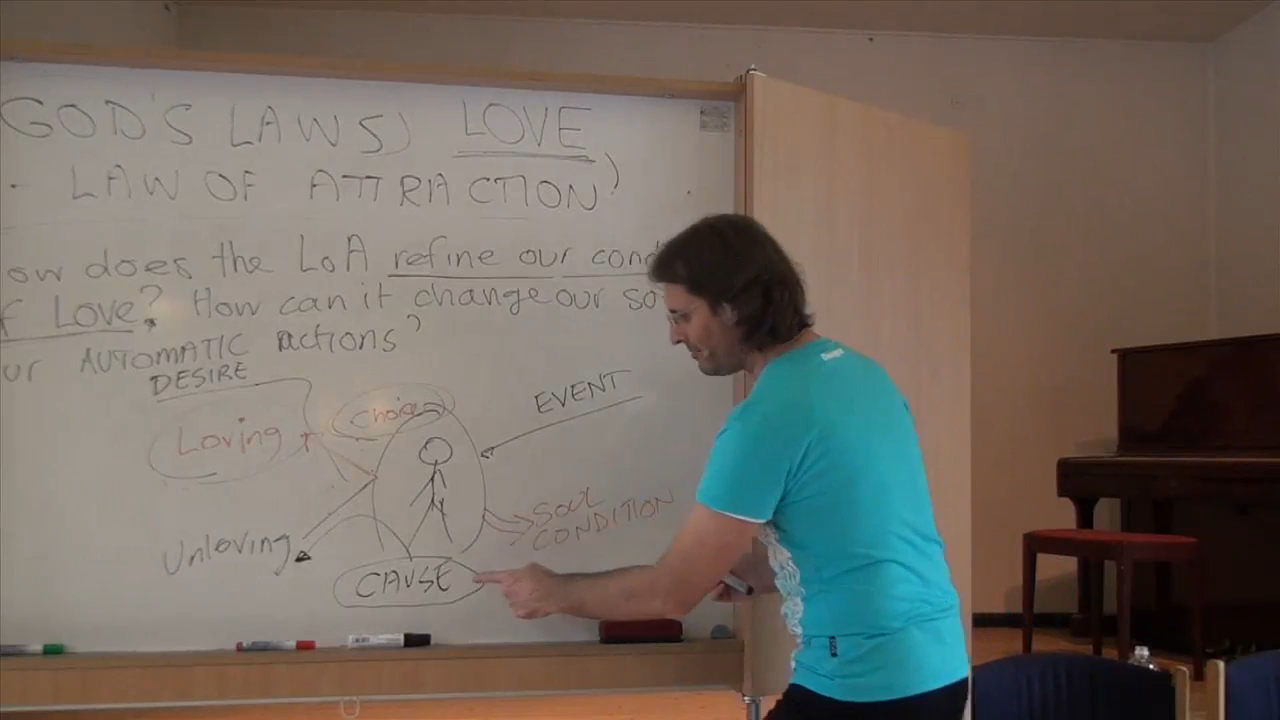 GOD'S LAWS) LOVE
- LAW OF ATTRACTION)
ow does the LoA refine our cond
f Love? How can it change our so
ur AUTOMATIC actions?
DESIRE
Choices
EVENT
Loving
SOUL
CONDITION
Unloving
CAUSE